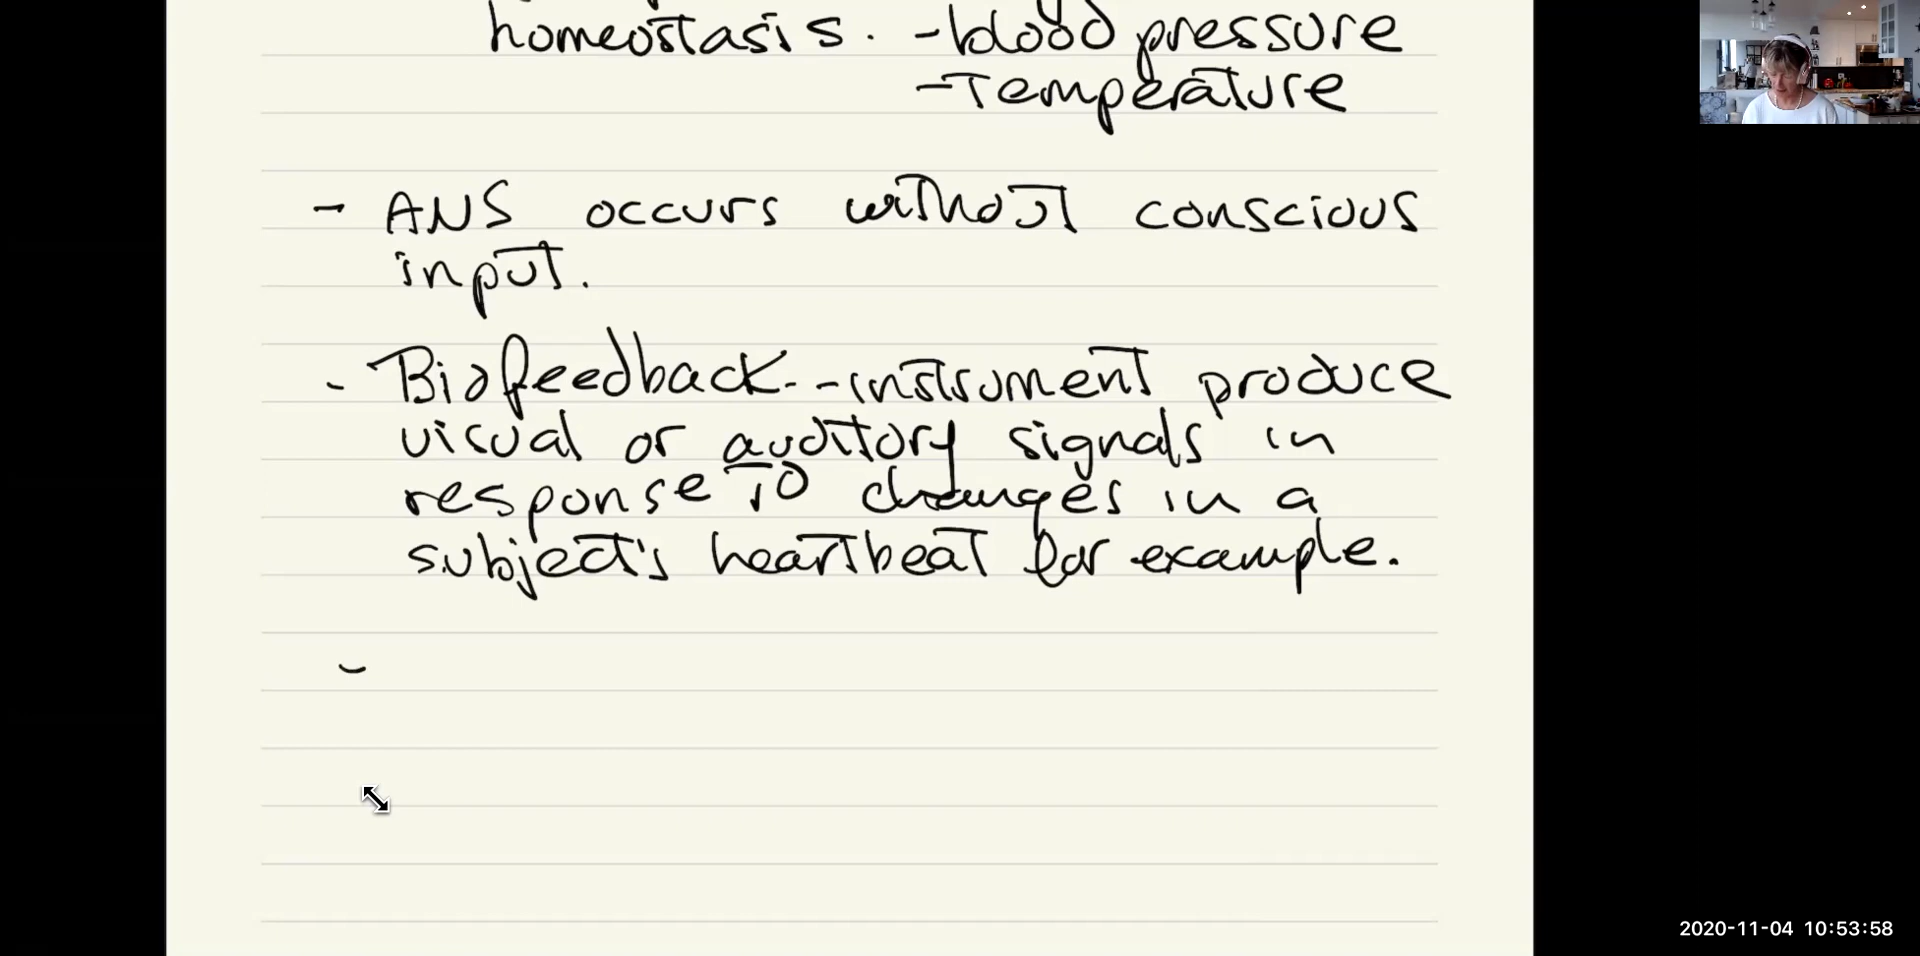 homeostasis. -blood pressure
-Temperature
- ANS occurs without conscious
input.
- Biofeedback - -instrument produce
visual or auditory signals in
response to changes in a
subject's heartbeat for example.
-
2020-11-04 10:53:58